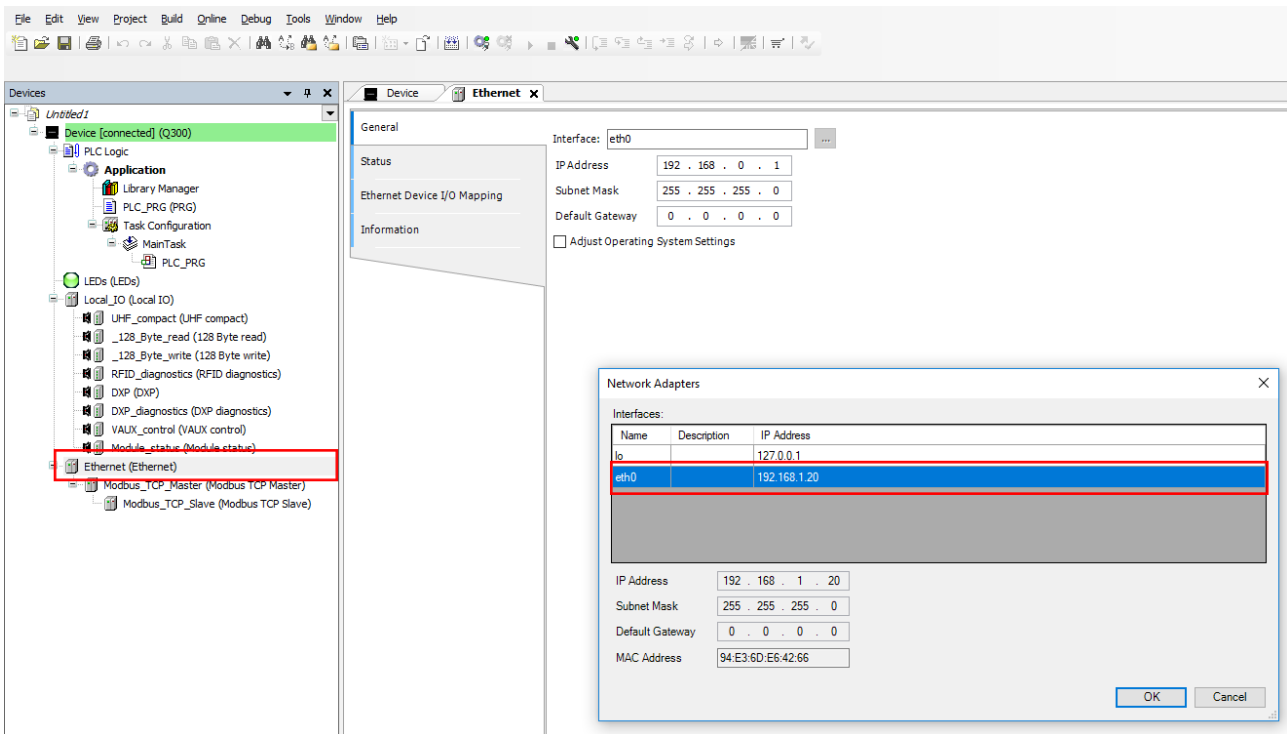 File Edit View Project Build Online Debug Tools Window Help
Devices
Untitled1
Device [connected] (Q300)
PLC Logic
Application
Library Manager
PLC_PRG (PRG)
Task Configuration
MainTask
PLC_PRG
LEDs (LEDs)
Local_IO (Local IO)
UHF_compact (UHF compact)
_128_Byte_read (128 Byte read)
_128_Byte_write (128 Byte write)
RFID_diagnostics (RFID diagnostics)
DXP (DXP)
DXP_diagnostics (DXP diagnostics)
VAUX_control (VAUX control)
Module_status (Module status)
Ethernet (Ethernet)
Modbus_TCP_Master (Modbus TCP Master)
Modbus_TCP_Slave (Modbus TCP Slave)
Device Ethernet
General
Status
Ethernet Device I/O Mapping
Information
Interface: eth0 ...
IPAddress 192 . 168 . 0 . 1
Subnet Mask 255 . 255 . 255 . 0
Default Gateway 0 . 0 . 0 . 0
Adjust Operating System Settings
Network Adapters
Interfaces:
Name Description IP Address
lo 127.0.0.1
eth0 192.168.1.20
IP Address 192 . 168 . 1 . 20
Subnet Mask 255 . 255 . 255 . 0
Default Gateway 0 . 0 . 0 . 0
MAC Address 94:E3:6D:E6:42:66
OK Cancel